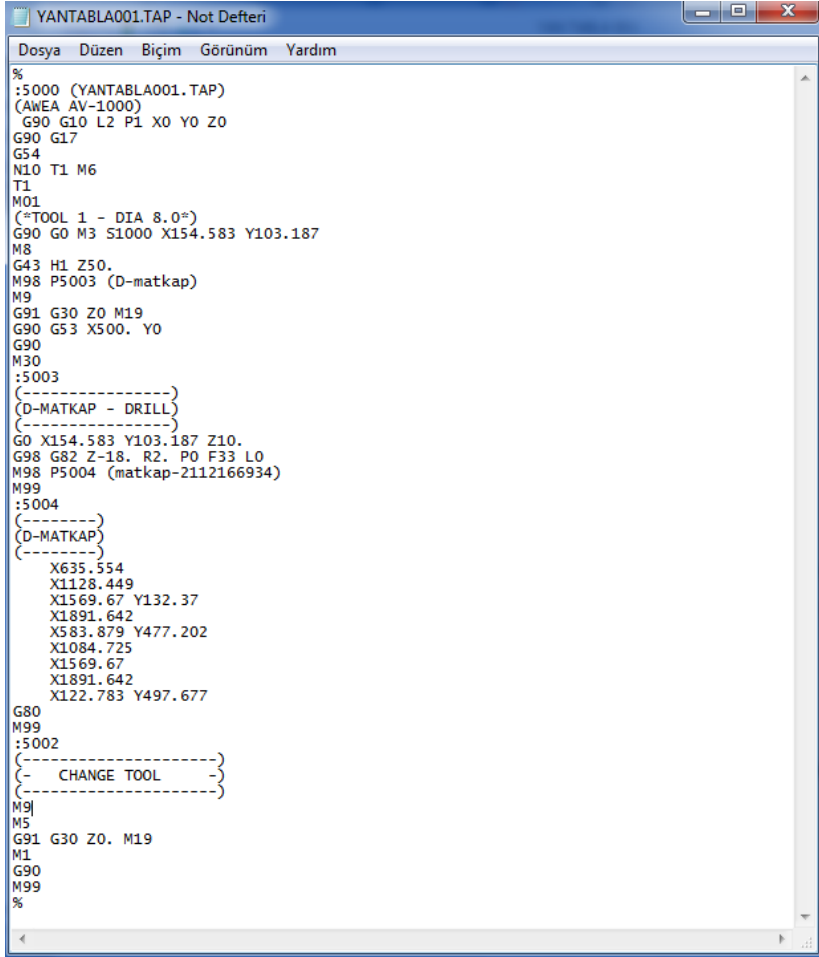 YANTABLA001.TAP - Not Defteri
Dosya Düzen Biçim Görünüm Yardım
%
:5000 (YANTABLA001.TAP)
(AWEA AV-1000)
 G90 G10 L2 P1 X0 Y0 Z0
G90 G17
G54
N10 T1 M6
T1
M01
(*TOOL 1 - DIA 8.0*)
G90 G0 M3 S1000 X154.583 Y103.187
M8
G43 H1 Z50.
M98 P5003 (D-matkap)
M9
G91 G30 Z0 M19
G90 G53 X500. Y0
G90
M30
:5003
(-----------------)
(D-MATKAP - DRILL)
(-----------------)
G0 X154.583 Y103.187 Z10.
G98 G82 Z-18. R2. P0 F33 L0
M98 P5004 (matkap-2112166934)
M99
:5004
(--------)
(D-MATKAP)
(--------)
    X635.554
    X1128.449
    X1569.67 Y132.37
    X1891.642
    X583.879 Y477.202
    X1084.725
    X1569.67
    X1891.642
    X122.783 Y497.677
G80
M99
:5002
(----------------------)
(-   CHANGE TOOL     -)
(----------------------)
M9
M5
G91 G30 Z0. M19
M1
G90
M99
%